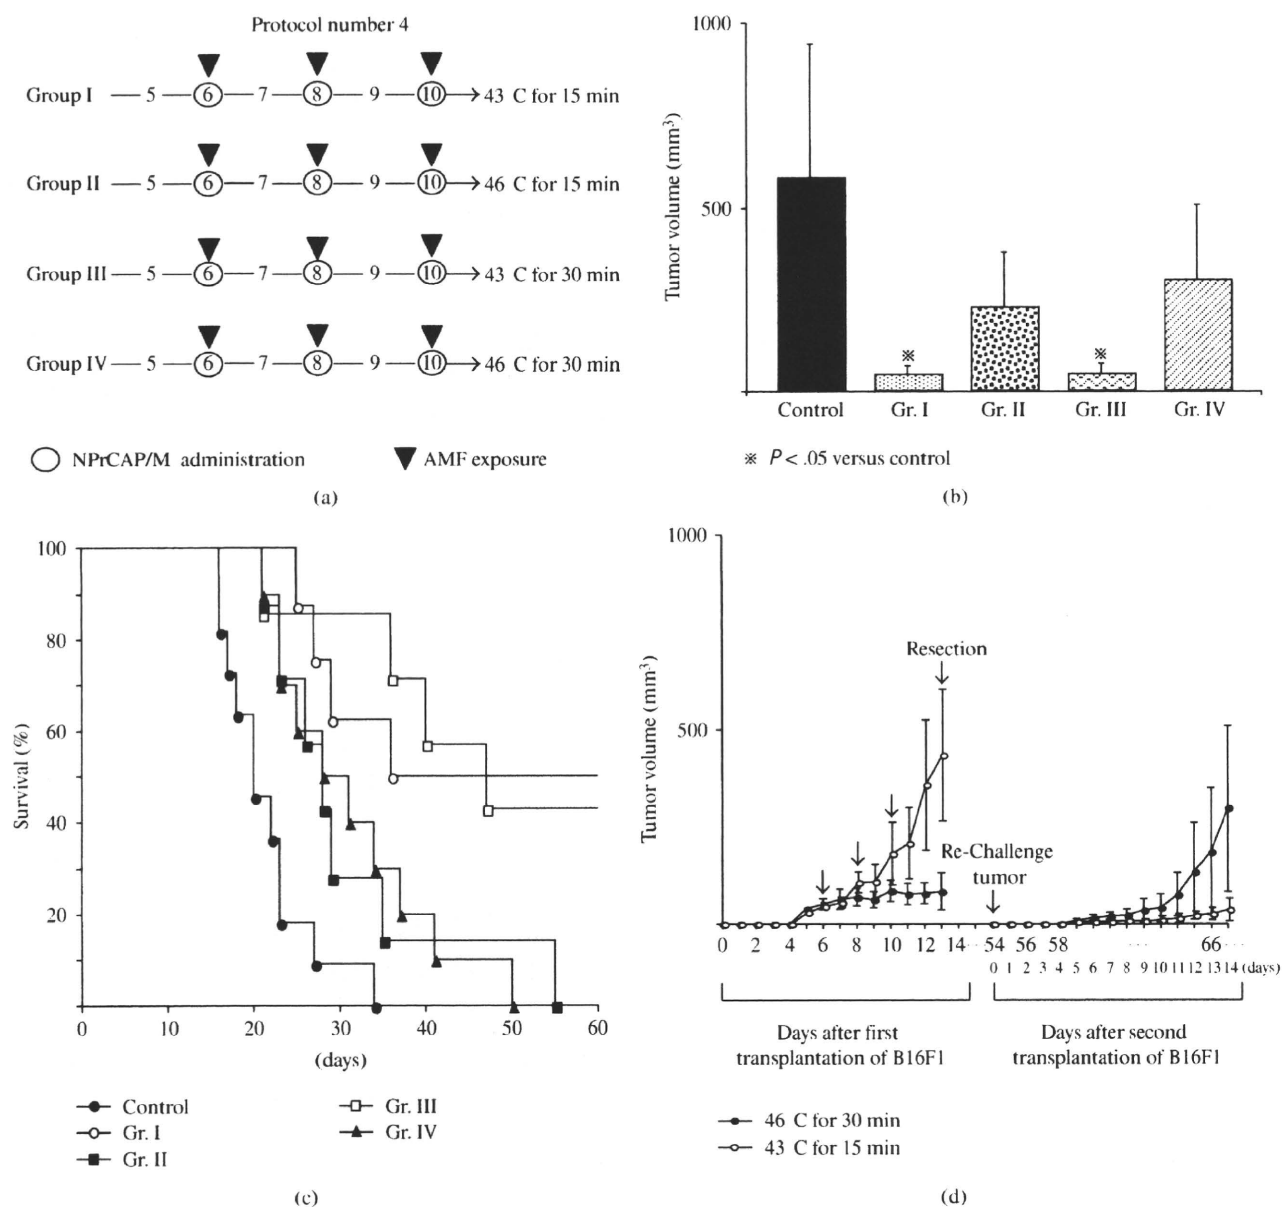 Protocol number 4
Group I 5 6 7 8 9 10 43 C for 15 min
Group II 5 6 7 8 9 10 46 C for 15 min
Group III 5 6 7 8 9 10 43 C for 30 min
Group IV 5 6 7 8 9 10 46 C for 30 min
NPrCAP/M administration
AMF exposure
(a)
Tumor volume (mm³)
1000
500
※
※
Control Gr. I Gr. II Gr. III Gr. IV
※ P < .05 versus control
(b)
Survival (%)
100
80
60
40
20
0 10 20 30 40 50 60
(days)
Control
Gr. I
Gr. II
Gr. III
Gr. IV
(c)
Tumor volume (mm³)
1000
500
Resection
Re-Challenge
tumor
0 2 4 6 8 10 12 14 ··· 54 56 58 ··· 66 ···
0 1 2 3 4 5 6 7 8 9 10 11 12 13 14 (days)
Days after first
transplantation of B16F1
Days after second
transplantation of B16F1
46 C for 30 min
43 C for 15 min
(d)